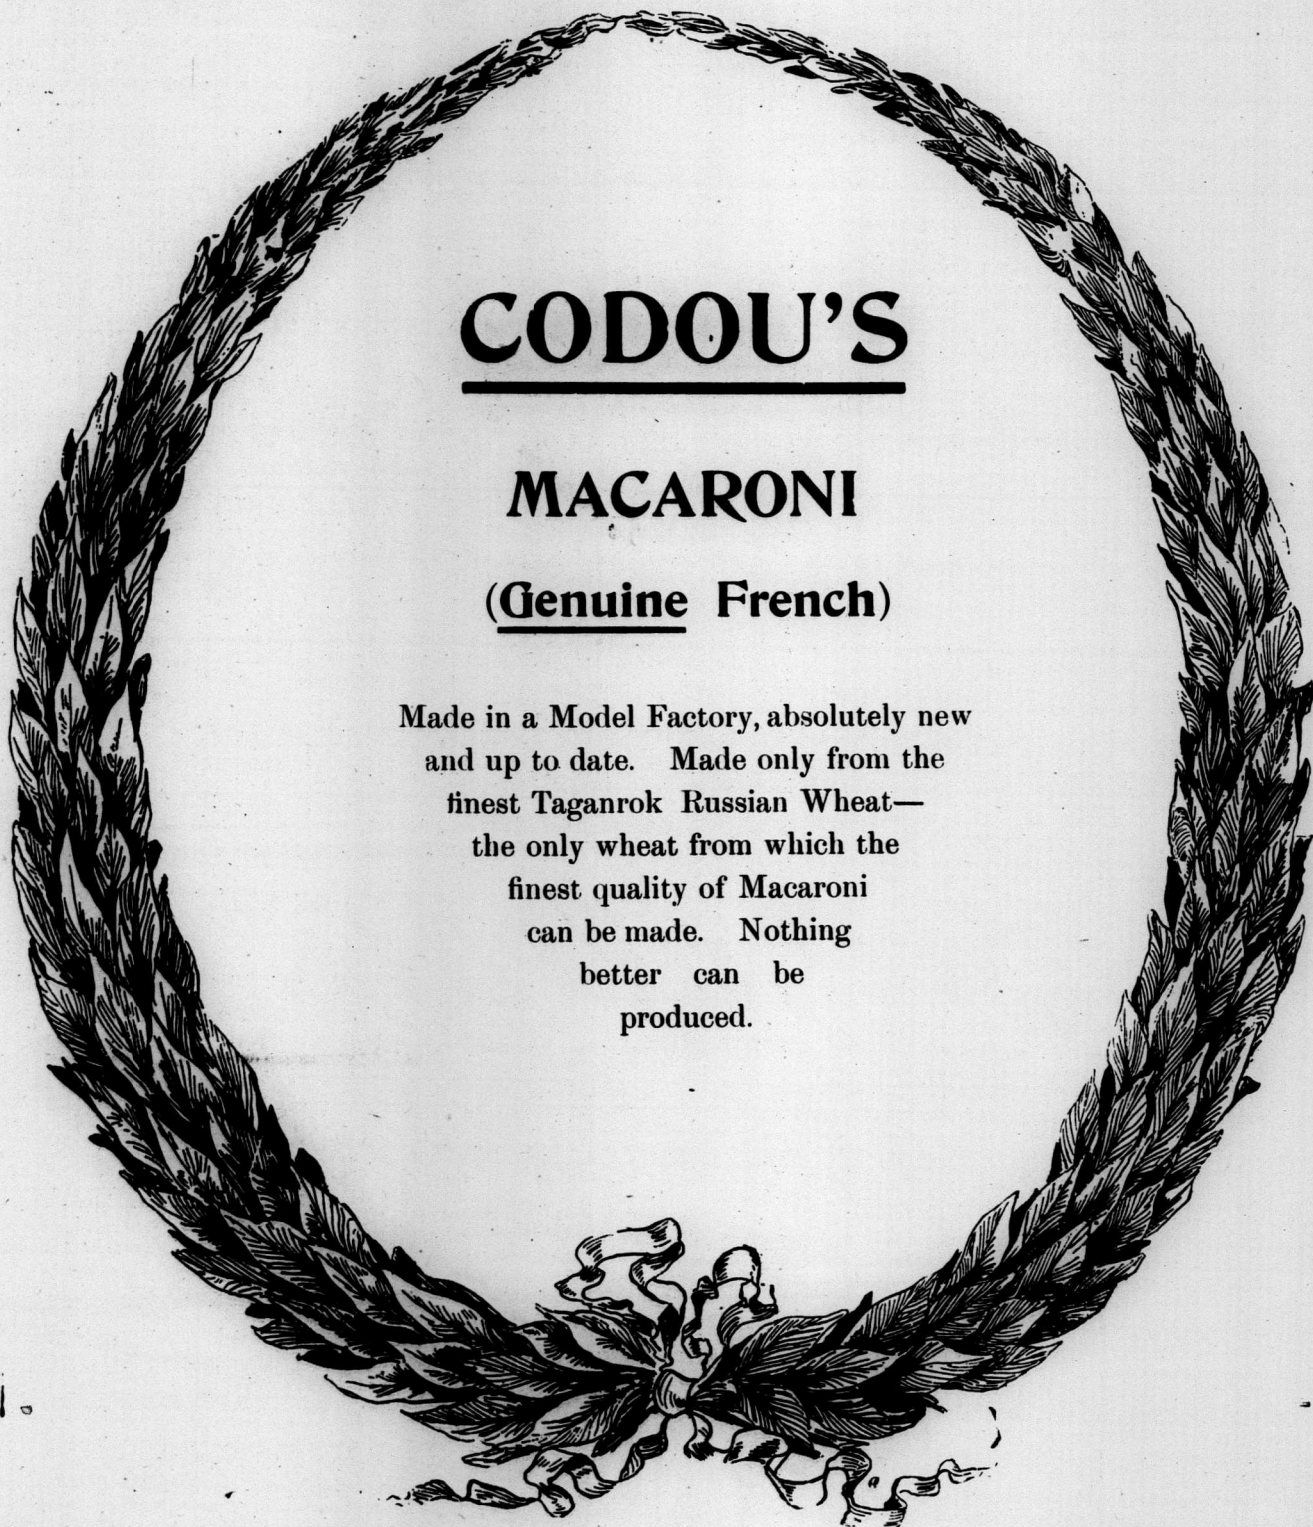 CODOU'S
MACARONI
(Genuine French)
Made in a Model Factory, absolutely new
and up to date. Made only from the
finest Taganrok Russian Wheat—
the only wheat from which the
finest quality of Macaroni
can be made. Nothing
better can be
produced.